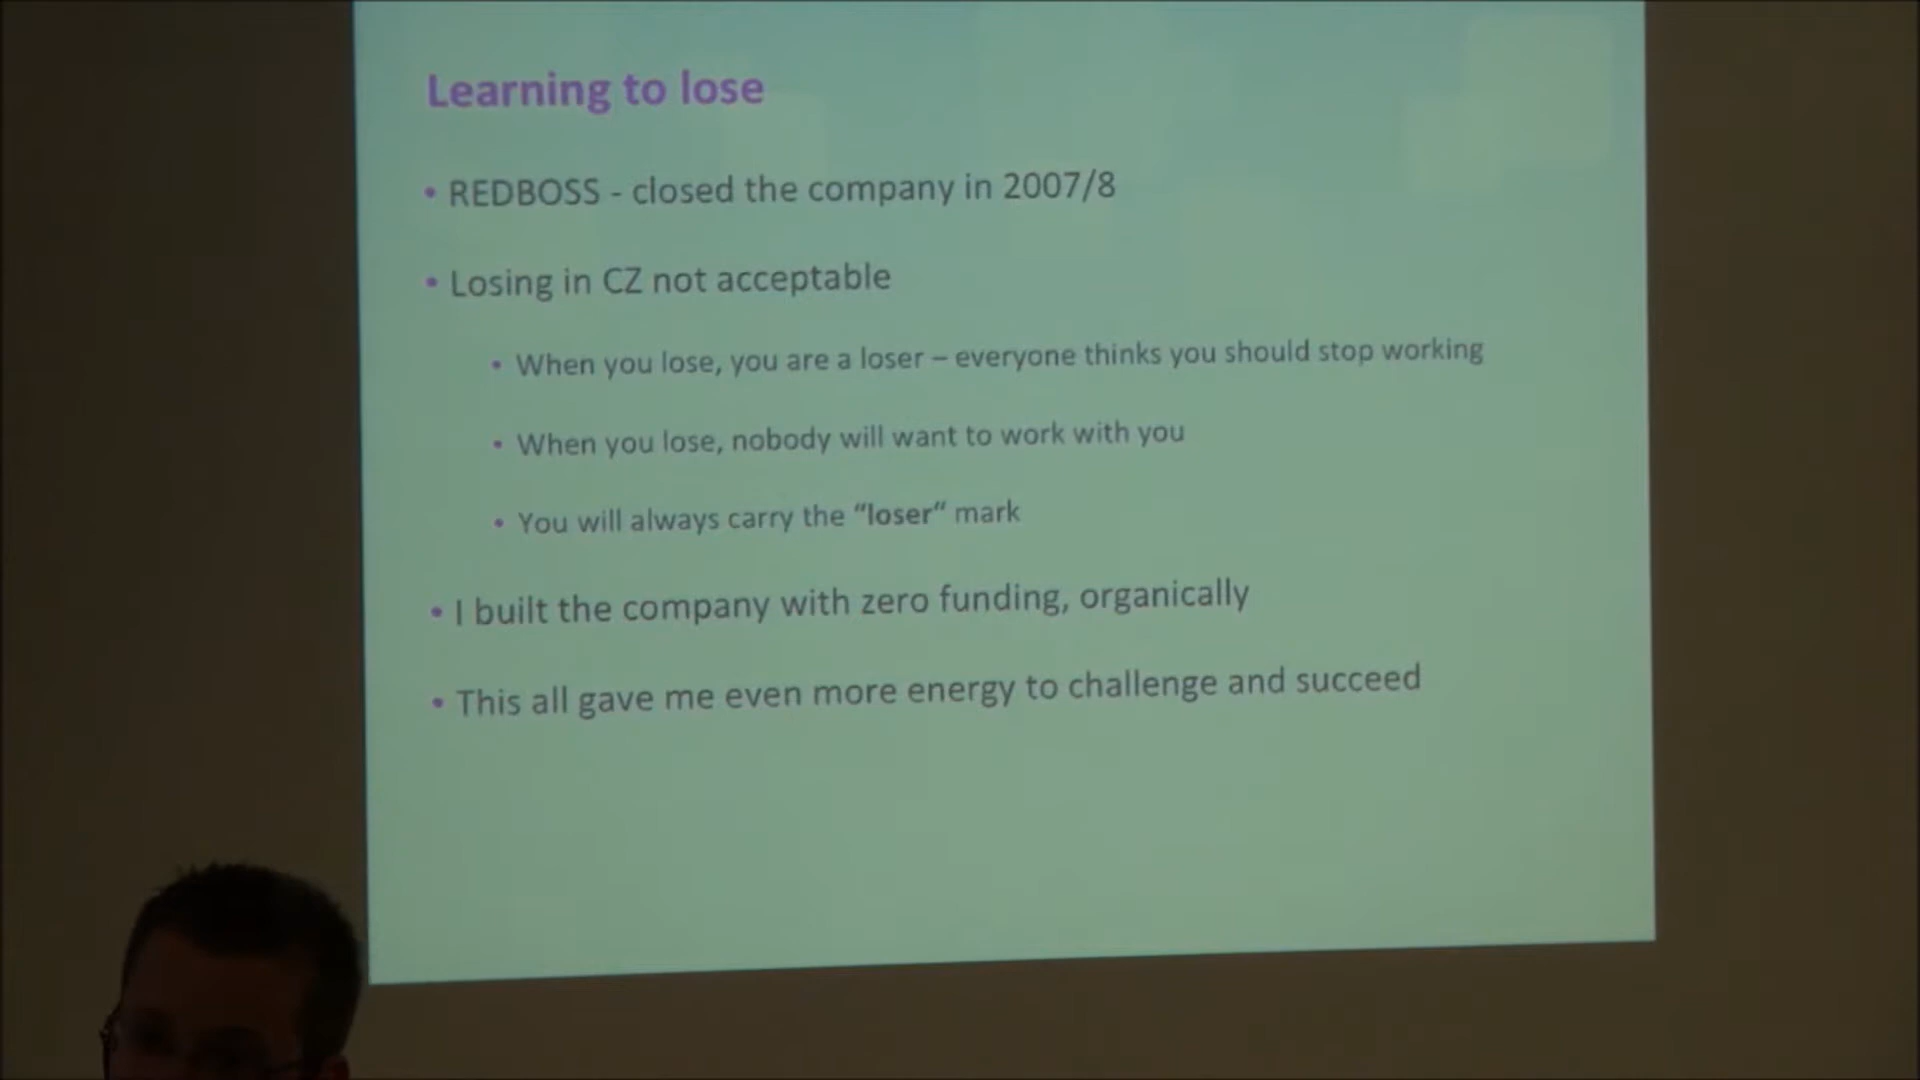 Learning to lose
• REDBOSS - closed the company in 2007/8
• Losing in CZ not acceptable
• When you lose, you are a loser – everyone thinks you should stop working
• When you lose, nobody will want to work with you
• You will always carry the “loser“ mark
• I built the company with zero funding, organically
• This all gave me even more energy to challenge and succeed